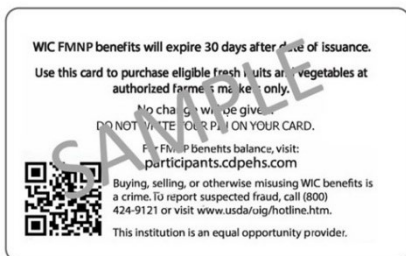 WIC FMNP benefits will expire 30 days after date of issuance.
Use this card to purchase eligible fresh fruits and vegetables at
authorized farmers markets only.
No change will be given.
DO NOT WRITE YOUR PIN ON YOUR CARD.
For FMNP benefits balance, visit:
participants.cdpehs.com
Buying, selling, or otherwise misusing WIC benefits is
a crime. To report suspected fraud, call (800)
424-9121 or visit www.usda/oig/hotline.htm.
This institution is an equal opportunity provider.
SAMPLE